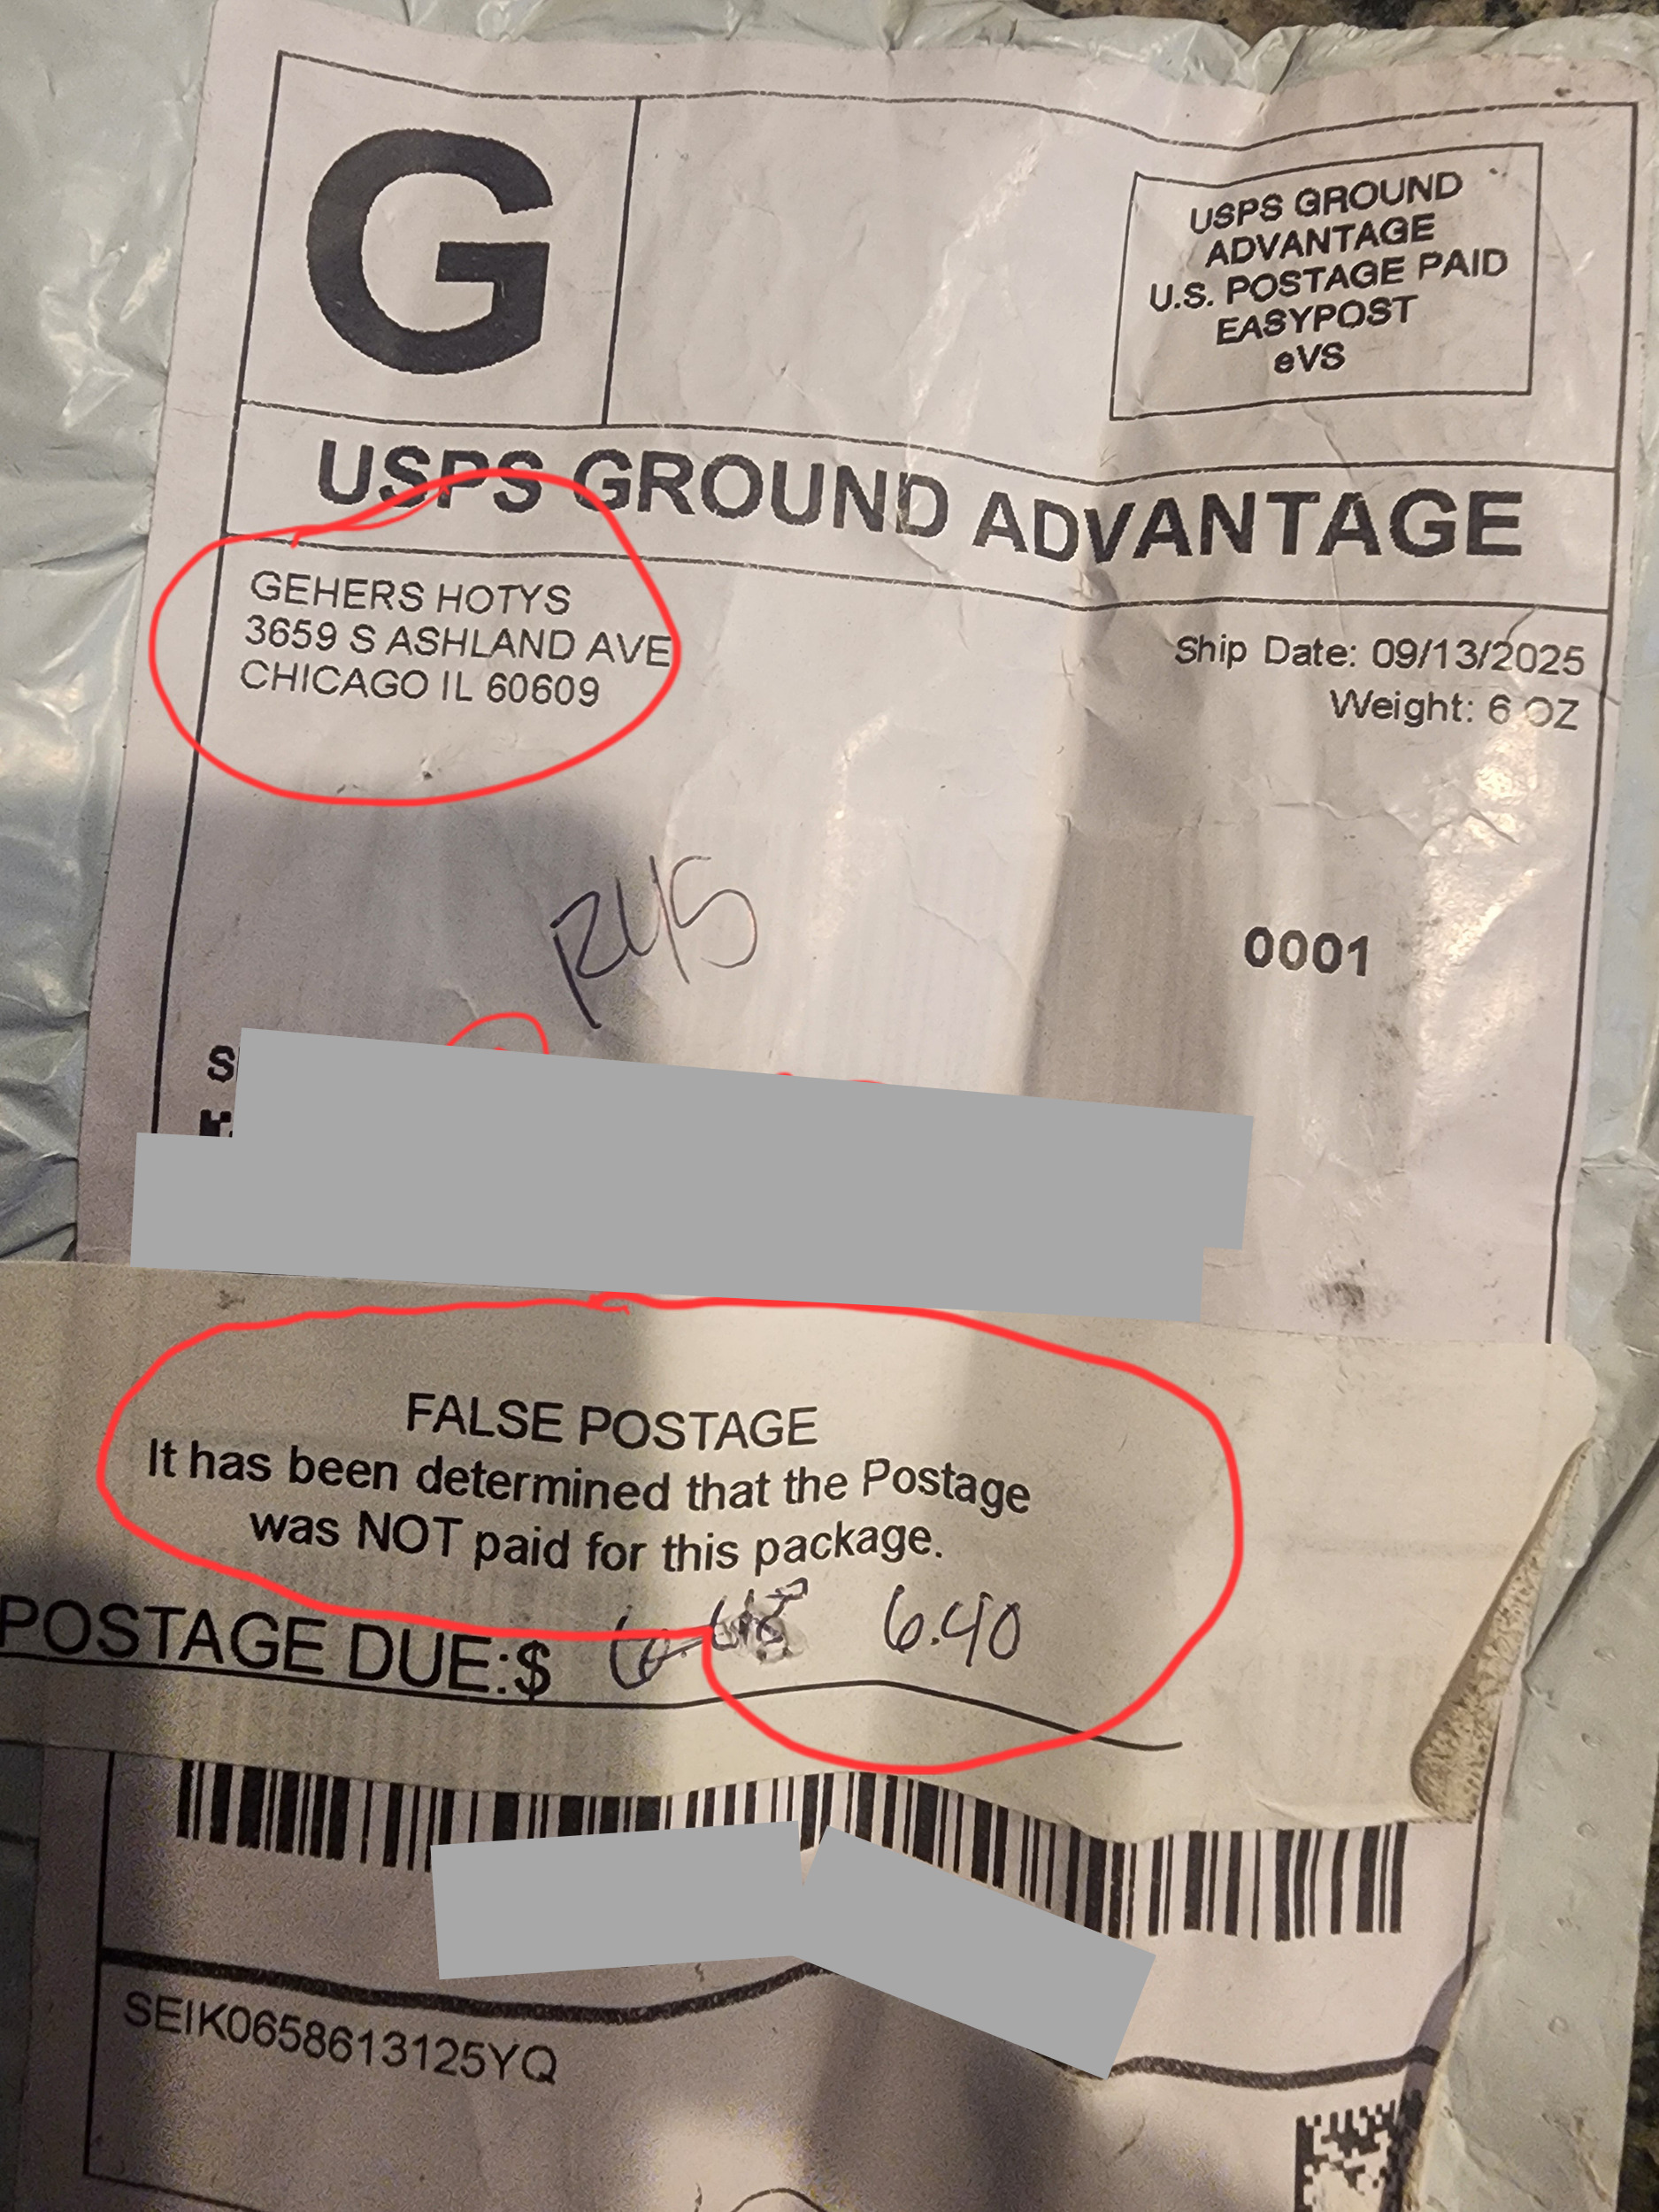 G
USPS GROUND
ADVANTAGE
U.S. POSTAGE PAID
EASYPOST
eVS
USPS GROUND ADVANTAGE
GEHERS HOTYS
3659 S ASHLAND AVE
CHICAGO IL 60609
Ship Date: 09/13/2025
Weight: 6 OZ
0001
FALSE POSTAGE
It has been determined that the Postage
was NOT paid for this package.
POSTAGE DUE:$ 6.40
SEIK0658613125YQ